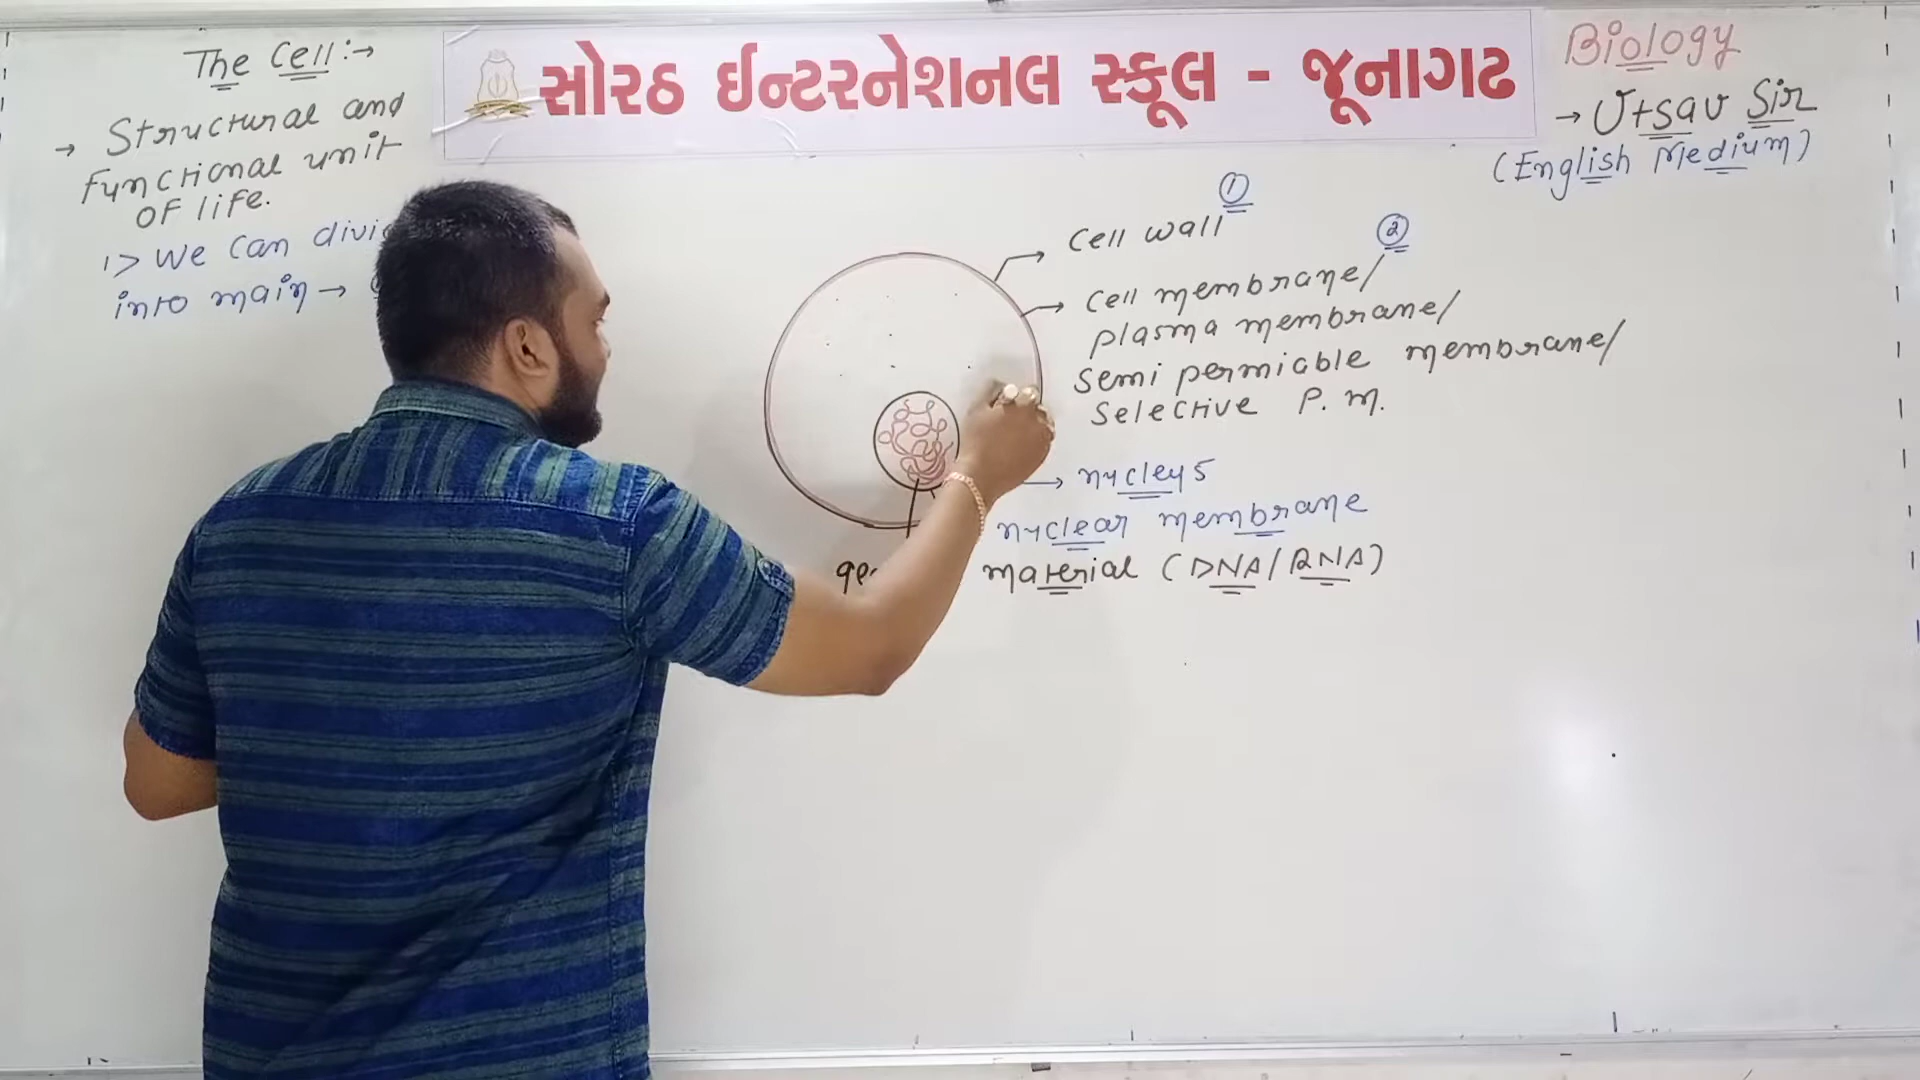 The Cell:→
→ Structural and
functional unit
of life.
1> We can
into main →
સોરઠ ઈન્ટરનેશનલ સ્કૂલ - જૂનાગઢ
Biology
→ Utsav Sir
(English Medium)
①
Cell wall
②
Cell membrane/
plasma membrane/
semi permiable membrane/
selective P. M.
→ nucleus
nuclear membrane
material (DNA/RNA)